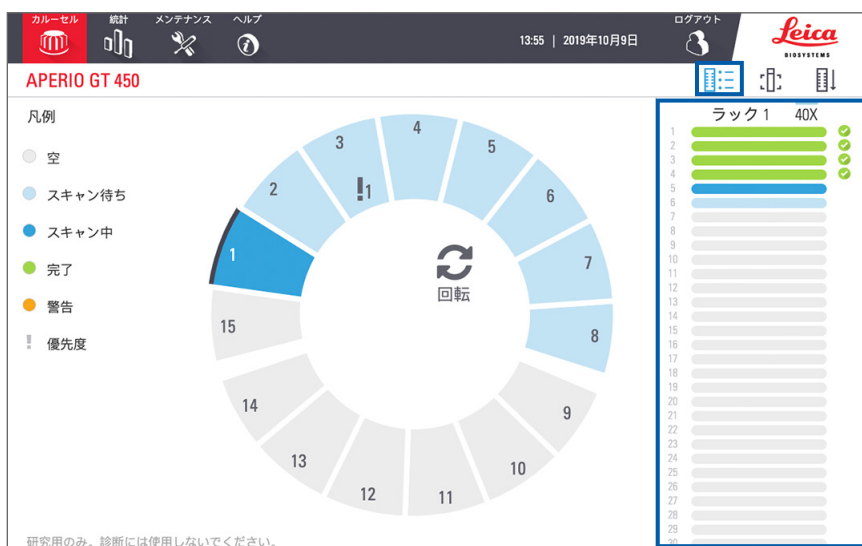 カルーセル
統計
メンテナンス
ヘルプ
13:55 | 2019年10月9日
ログアウト
Leica
BIOSYSTEMS
APERIO GT 450
凡例
空
スキャン待ち
スキャン中
完了
警告
! 優先度
1
2
3
!1
4
5
6
7
8
9
10
11
12
13
14
15
回転
ラック 1 40X
1
2
3
4
5
6
7
8
9
10
11
12
13
14
15
16
17
18
19
20
21
22
23
24
25
26
27
28
29
30
研究用のみ。診断には使用しないでください。